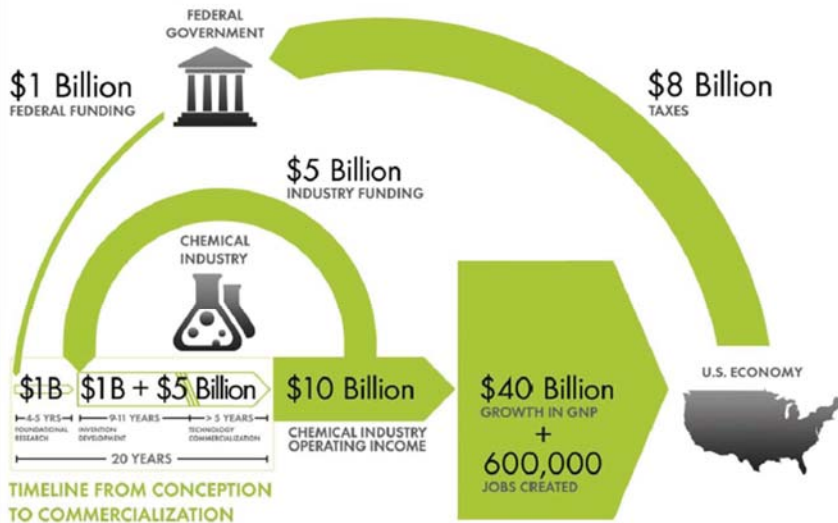 FEDERAL
GOVERNMENT
$1 Billion
FEDERAL FUNDING
$8 Billion
TAXES
$5 Billion
INDUSTRY FUNDING
CHEMICAL
INDUSTRY
$1B
$1B + $5 Billion
$10 Billion
$40 Billion
GROWTH IN GNP
+
600,000
JOBS CREATED
U.S. ECONOMY
4-5 YRS
FOUNDATIONAL
RESEARCH
9-11 YEARS
INVENTION
DEVELOPMENT
> 5 YEARS
TECHNOLOGY
COMMERCIALIZATION
CHEMICAL INDUSTRY
OPERATING INCOME
20 YEARS
TIMELINE FROM CONCEPTION
TO COMMERCIALIZATION